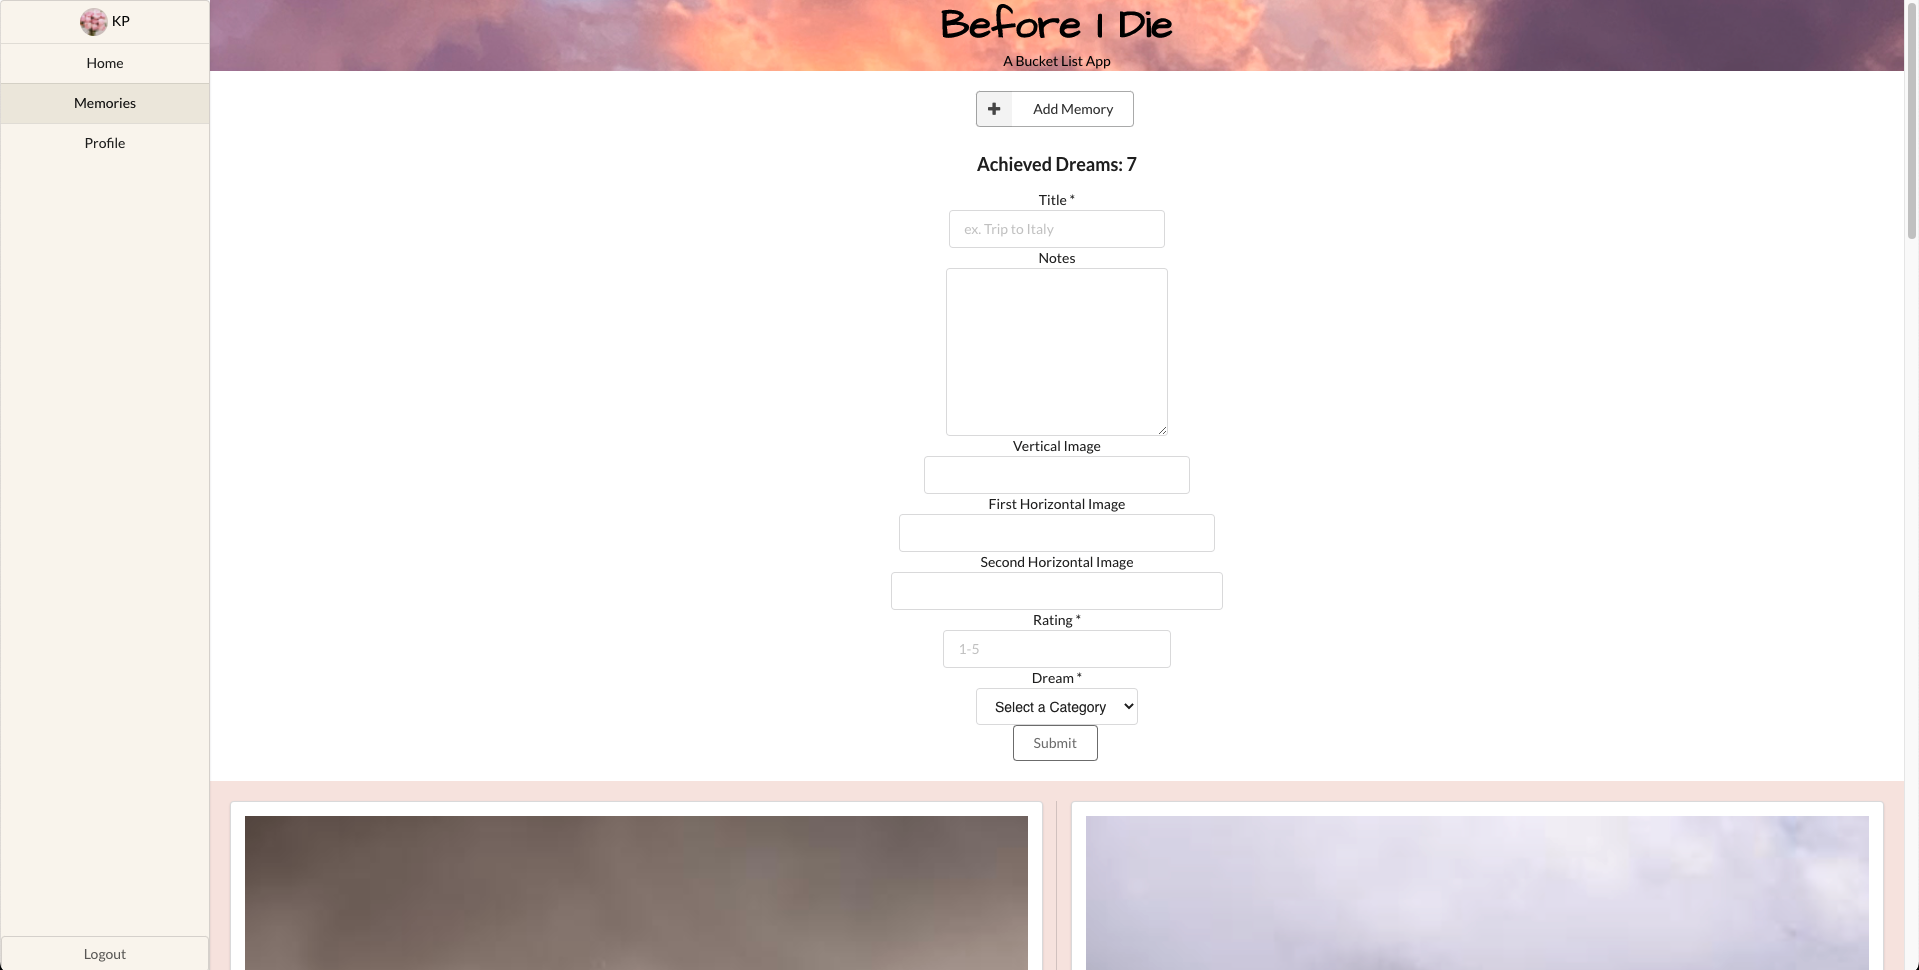 KP
Home
Memories
Profile
Logout
Before I Die
A Bucket List App
Add Memory
Achieved Dreams: 7
Title *
ex. Trip to Italy
Notes
Vertical Image
First Horizontal Image
Second Horizontal Image
Rating *
1-5
Dream *
Select a Category
Submit